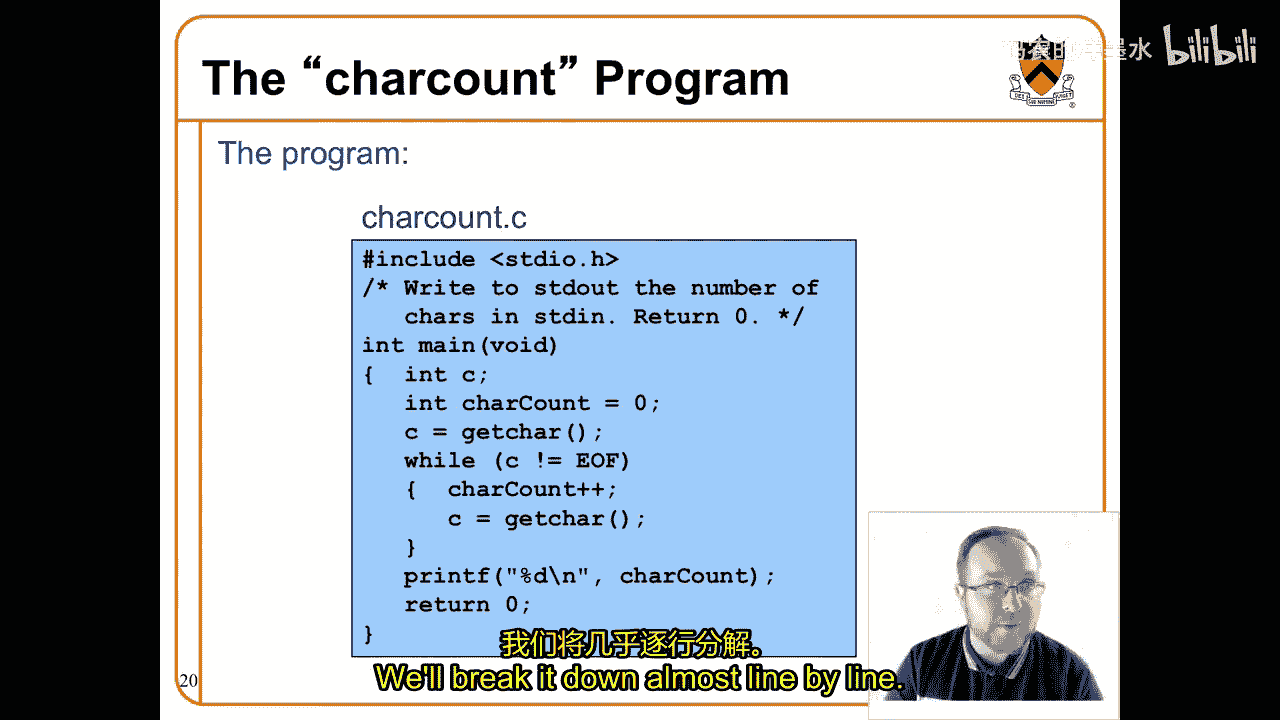 The “charcount” Program
水 bilibili
The program:
charcount.c
#include <stdio.h>
/* Write to stdout the number of
chars in stdin. Return 0. */
int main(void)
{ int c;
int charCount = 0;
c = getchar();
while (c != EOF)
{ charCount++;
c = getchar();
}
printf("%d\n", charCount);
return 0;
}
我们将几乎逐行分解。
We'll break it down almost line by line.
20